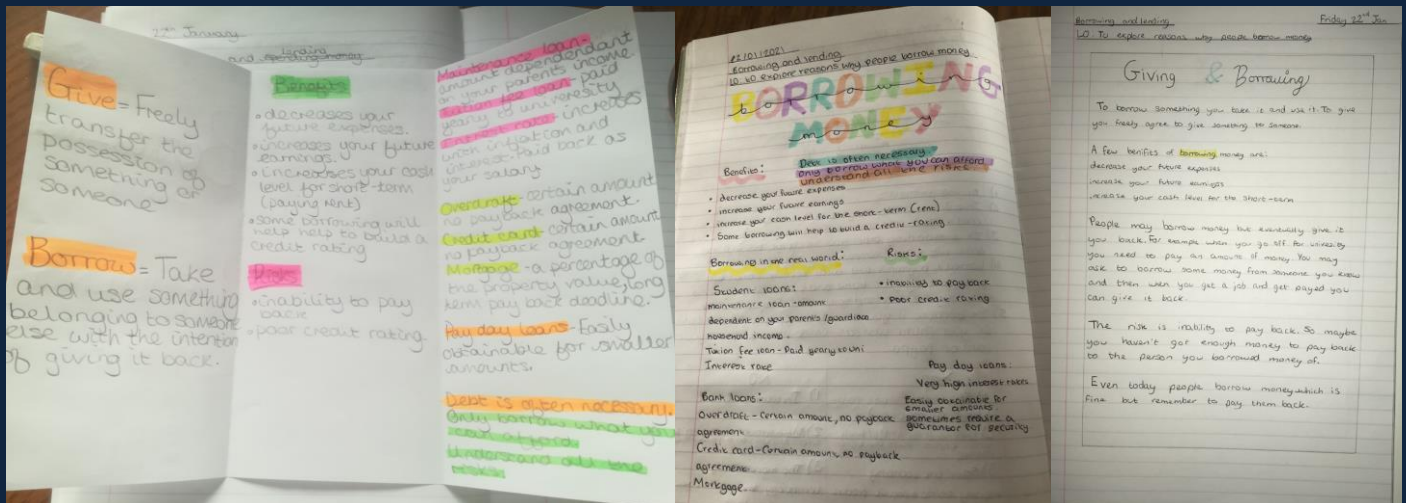 22nd January
lending
and spending money
Give = Freely
transfer the
possession of
something or
someone
Borrow = Take
and use something
belonging to someone
else with the intention
of giving it back.
Benefits
• decreases your
future expenses.
• increases your future
earnings.
• increases your cash
level for short-term
(paying rent)
• some borrowing will
help help to build a
credit rating
Risks
• inability to pay
back
• poor credit rating.
Maintenance loan-
amount dependant
on your parents income.
Tuition fee loan - paid
yearly to university
Interest rates - increases
with inflation and
interest. Paid back as
your salary
Overdraft - certain amount
no payback agreement.
Credit card - certain amount
no payback agreement
Mortgage - a percentage of
the property value, long
term pay back deadline.
Pay day loans - Easily
obtainable for smaller
amounts.
Debt is often necessary.
Only borrow what you
can afford
Understand all the
risks
22/01/2021
Borrowing and lending
LO to explore reasons why people borrow money
BORROWING
borrowing
MONEY
money
Debt is often necessary
only borrow what you can afford
understand all the risks
Benefits:
• decrease your future expenses
• increase your future earnings
• increase your cash level for the short-term (rent)
• Some borrowing will help to build a credit-rating
Borrowing in the real world:
Student loans:
maintenance loan - amount
dependent on your parents/guardians
household income.
Tuition fee loan - Paid yearly to uni
Interest rate
Bank loans:
Overdraft - Certain amount, no payback
agreement
Credit card - Certain amount, no payback
agreement.
Mortgage.
Risks:
• inability to pay back
• Poor credit rating
Pay day loans:
Very high interest rates
Easily obtainable for
smaller amounts.
sometimes require a
guarantor for security
Borrowing and lending
Friday 22nd Jan
LO: To explore reasons why people borrow money
Giving & Borrowing
To borrow something you take it and use it. To give
you freely agree to give something to someone.
A few benifits of borrowing money are:
decrease your future expenses
increase your future earnings
increase your cash level for the short-term
People may borrow money but eventually give it
you back. For example when you go off for university
you need to pay an amount of money. You may
ask to borrow some money from someone you know
and then when you get a job and get payed you
can give it back.
The risk is inability to pay back. So maybe
you haven't got enough money to pay back
to the person you borrowed money of.
Even today people borrow money which is
fine but remember to pay them back.